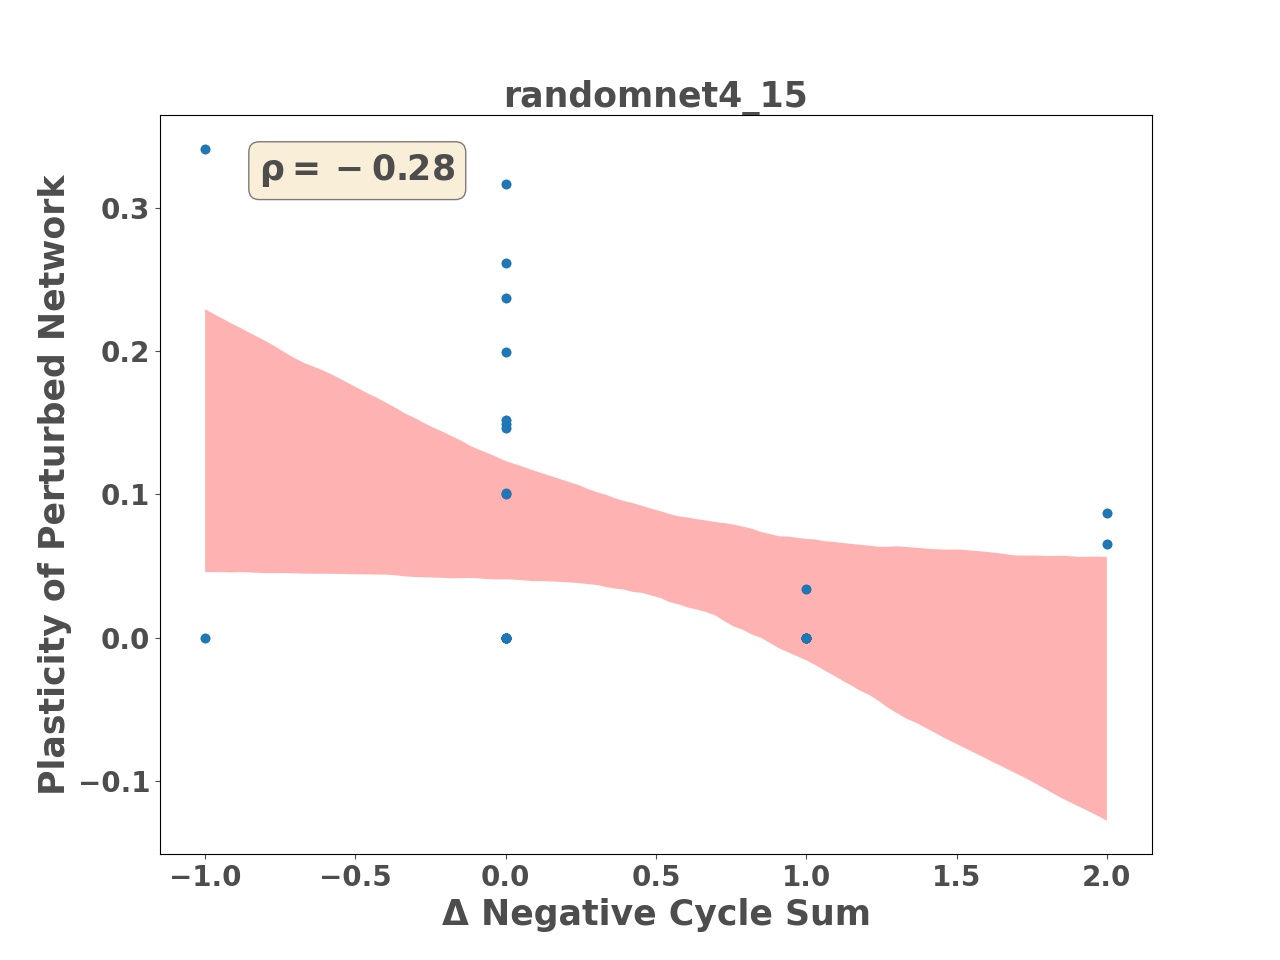 randomnet4_15
ρ = − 0.28
Plasticity of Perturbed Network
0.3
0.2
0.1
0.0
−0.1
−1.0 −0.5 0.0 0.5 1.0 1.5 2.0
Δ Negative Cycle Sum